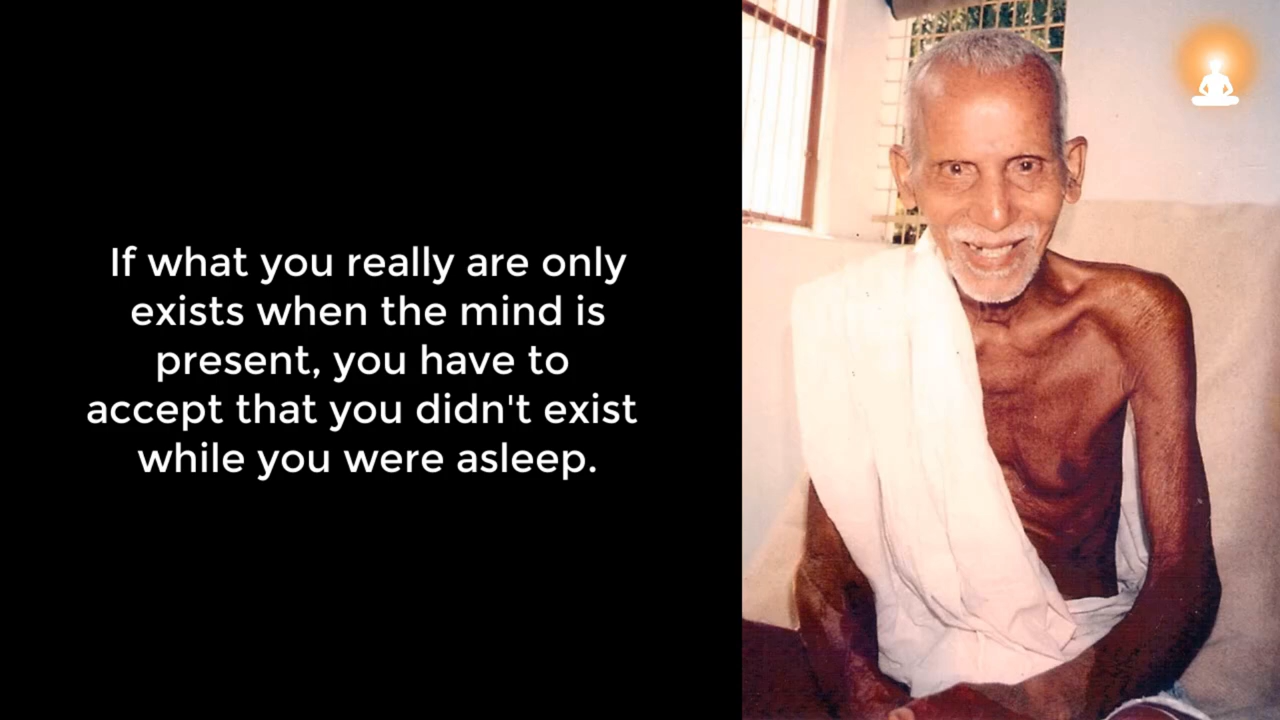 If what you really are only
exists when the mind is
present, you have to
accept that you didn't exist
while you were asleep.